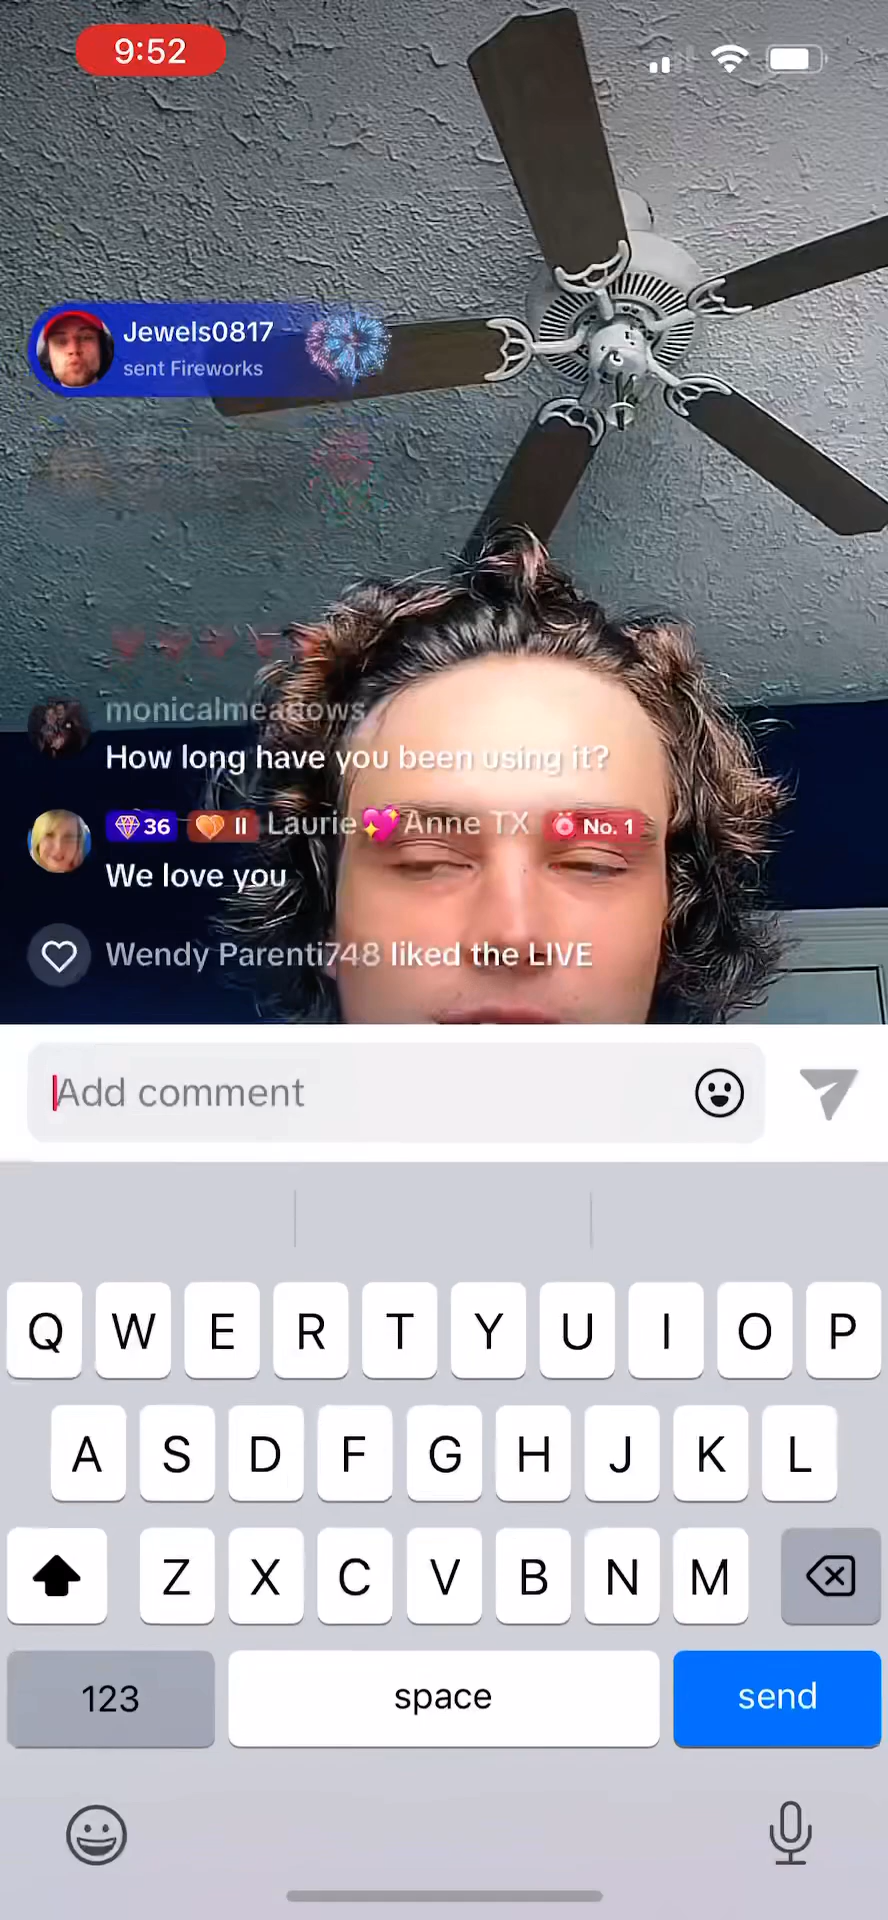 9:52
Jewels0817
sent Fireworks
monicalmeadows
How long have you been using it?
36 II Laurie💖Anne TX No. 1
We love you
Wendy Parenti748 liked the LIVE
Add comment
Q W E R T Y U I O P
A S D F G H J K L
Z X C V B N M
123 space send